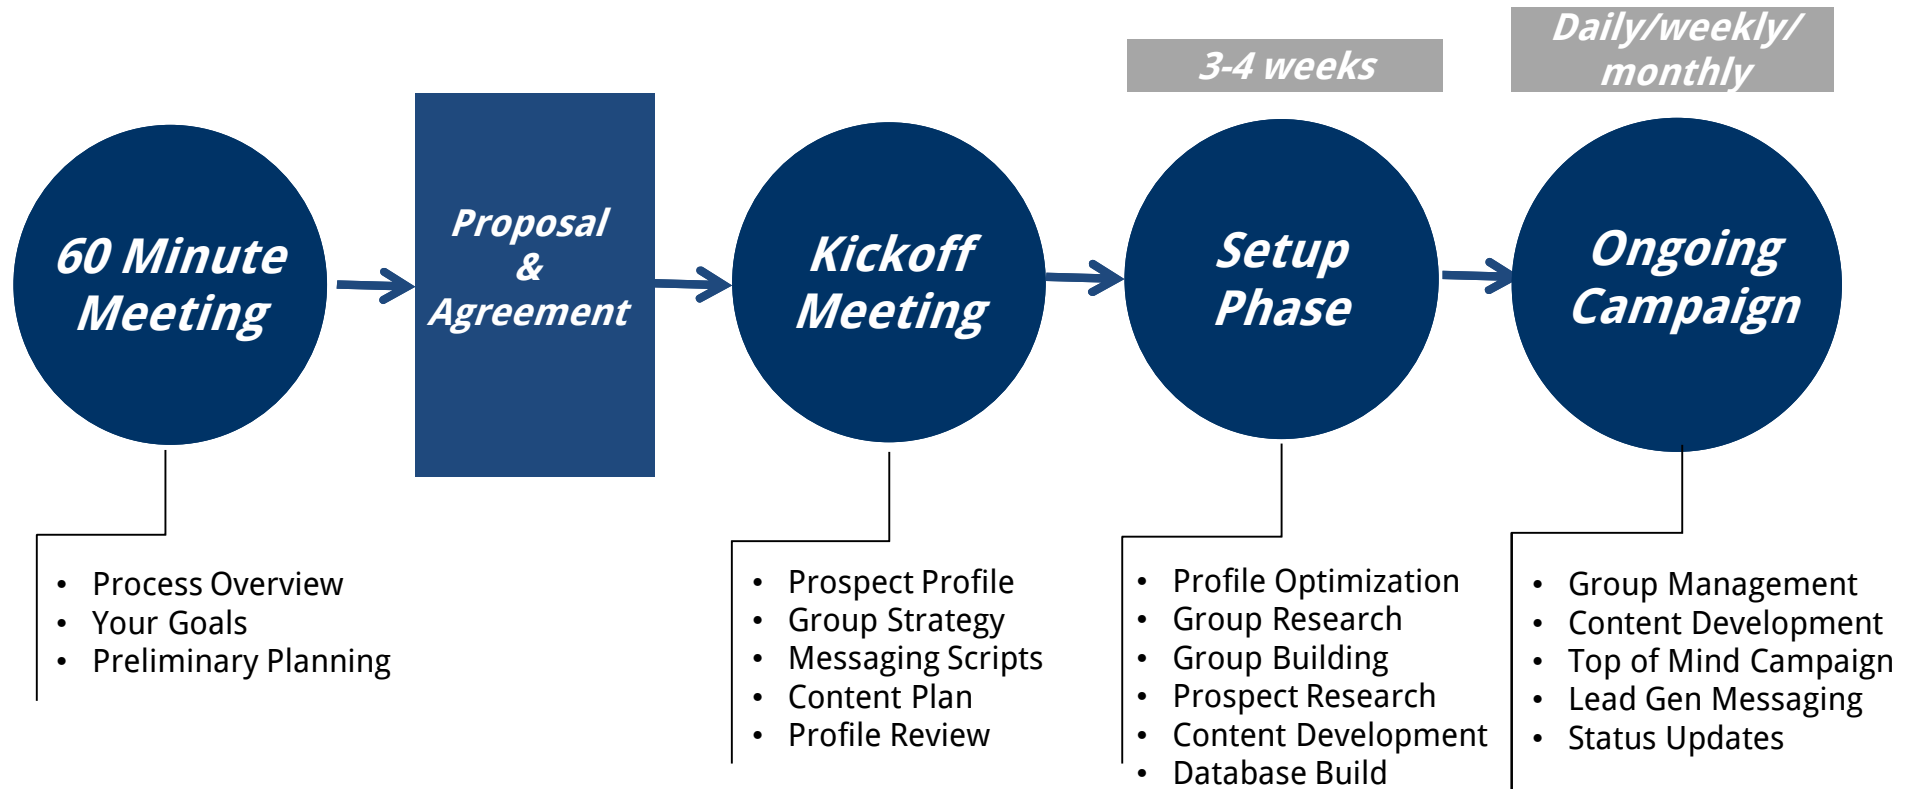 3-4 weeks
Daily/weekly/
monthly
60 Minute
Meeting
Proposal
&
Agreement
Kickoff
Meeting
Setup
Phase
Ongoing
Campaign
• Process Overview
• Your Goals
• Preliminary Planning
• Prospect Profile
• Group Strategy
• Messaging Scripts
• Content Plan
• Profile Review
• Profile Optimization
• Group Research
• Group Building
• Prospect Research
• Content Development
• Database Build
• Group Management
• Content Development
• Top of Mind Campaign
• Lead Gen Messaging
• Status Updates